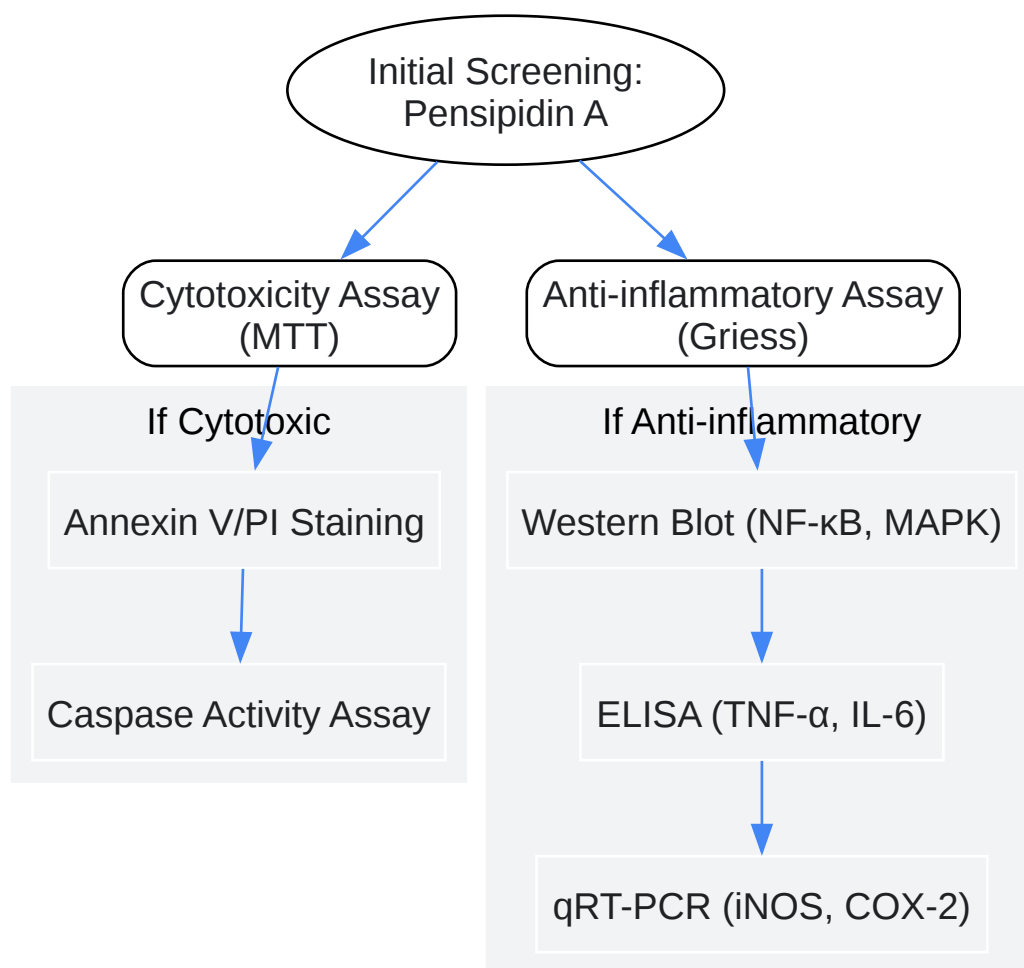 Initial Screening:
Pensipidin A
Cytotoxicity Assay
(MTT)
Anti-inflammatory Assay
(Griess)
If Cytotoxic
If Anti-inflammatory
Annexin V/PI Staining
Western Blot (NF-κB, MAPK)
Caspase Activity Assay
ELISA (TNF-α, IL-6)
qRT-PCR (iNOS, COX-2)